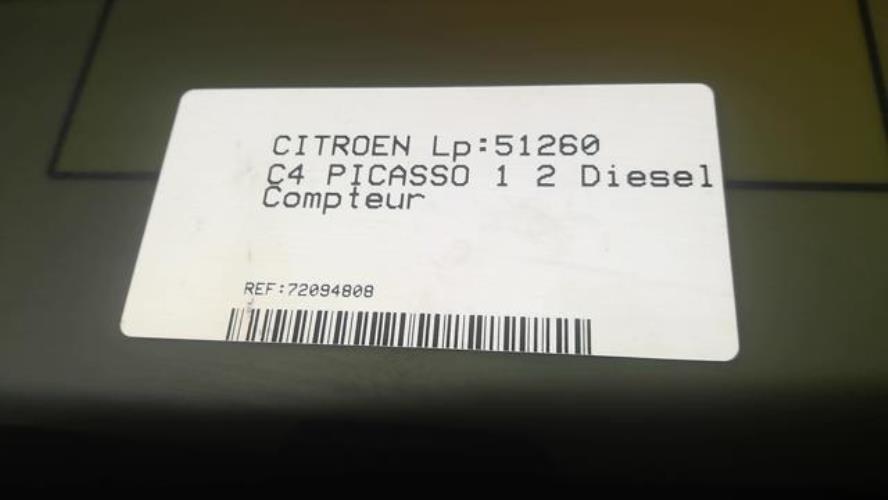 CITROEN Lp:51260
C4 PICASSO 1 2 Diesel
Compteur
REF:72094808